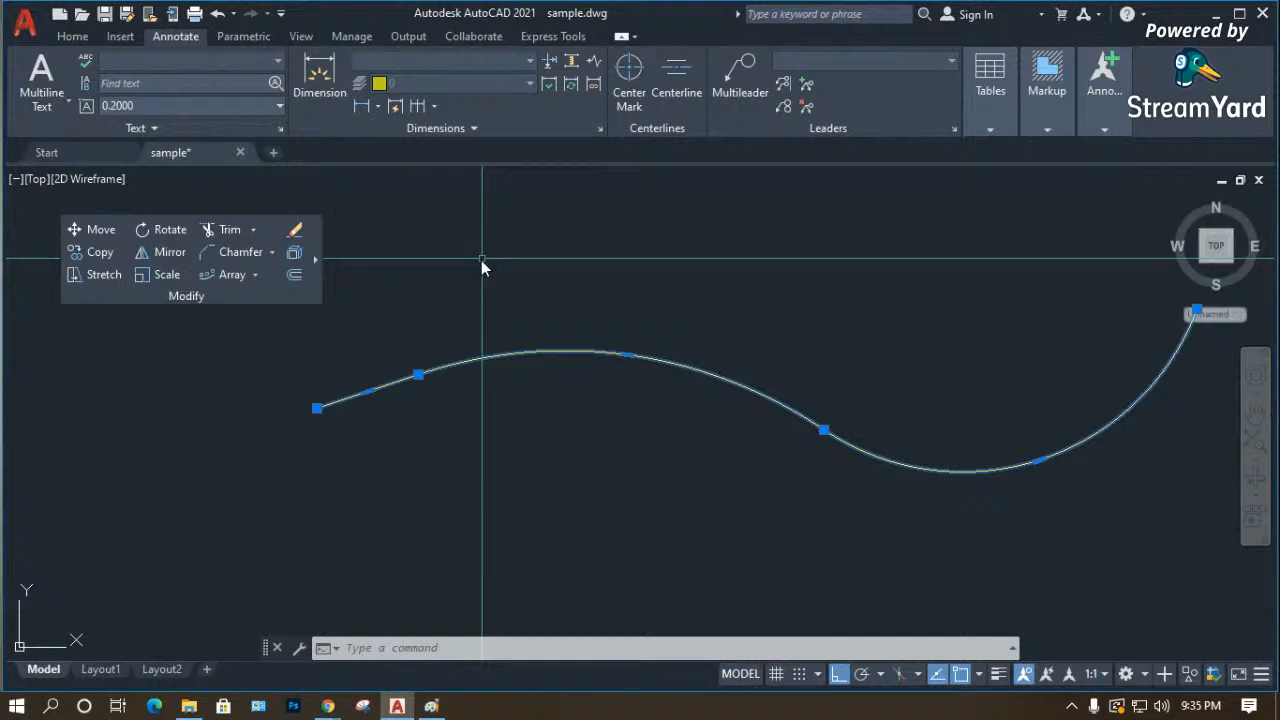 Autodesk AutoCAD 2021 sample.dwg
Type a keyword or phrase
Sign In
Powered by
StreamYard
Home Insert Annotate Parametric View Manage Output Collaborate Express Tools
Multiline
Text
ABC
Find text
0.2000
Text
Dimension
0
Dimensions
Center
Mark
Centerline
Centerlines
Multileader
Leaders
Tables
Markup
Anno...
Start sample*
[−][Top][2D Wireframe]
Move Rotate Trim
Copy Mirror Chamfer
Stretch Scale Array
Modify
N
W TOP E
S
Y
X
Type a command
Model Layout1 Layout2
MODEL
1:1
9:35 PM